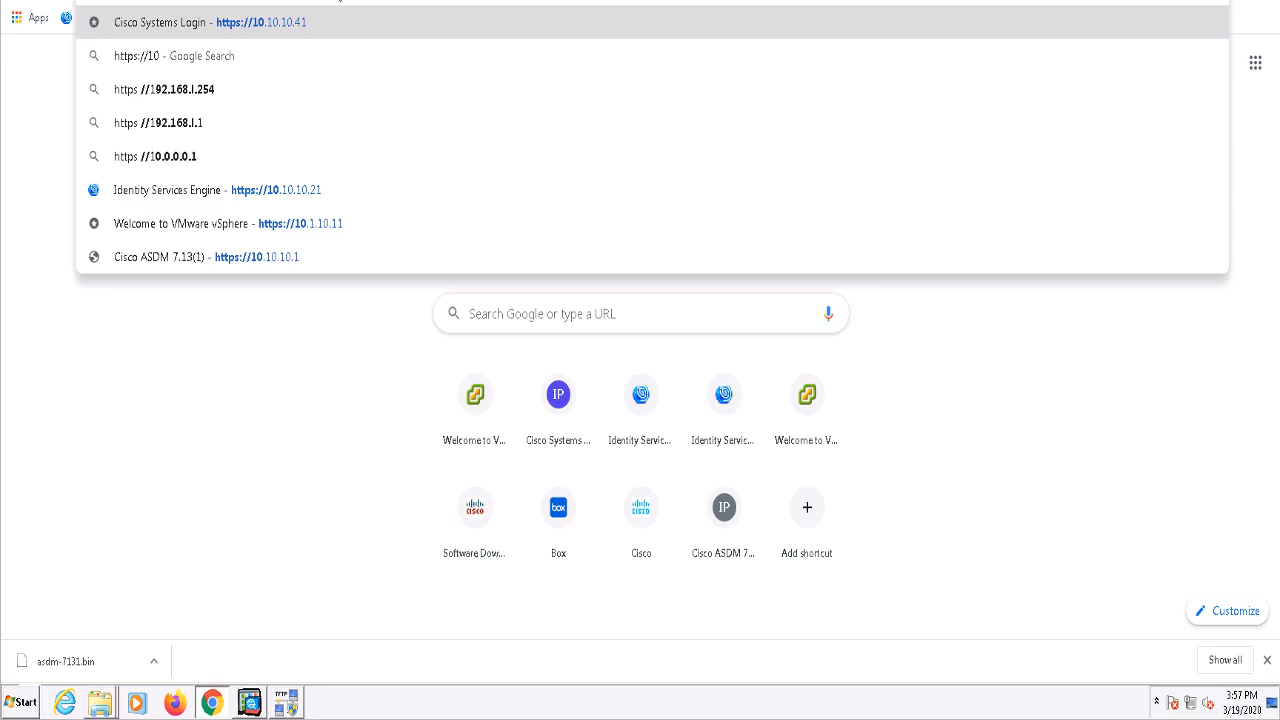 Apps
Cisco Systems Login - https://10.10.10.41
https://10 - Google Search
https //192.168.l.254
https //192.168.l.1
https //10.0.0.0.1
Identity Services Engine - https://10.10.10.21
Welcome to VMware vSphere - https://10.1.10.11
Cisco ASDM 7.13(1) - https://10.10.10.1
Search Google or type a URL
IP
Welcome to V... Cisco Systems ... Identity Servic... Identity Servic... Welcome to V...
cisco box cisco IP
Software Dow... Box Cisco Cisco ASDM 7... Add shortcut
Customize
asdm-7131.bin Show all
Start TFTP 3:57 PM
3/19/2020